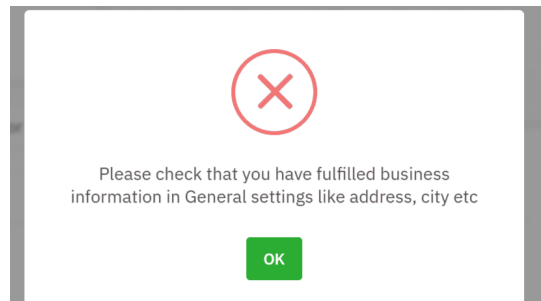 Please check that you have fulfilled business
information in General settings like address, city etc
OK